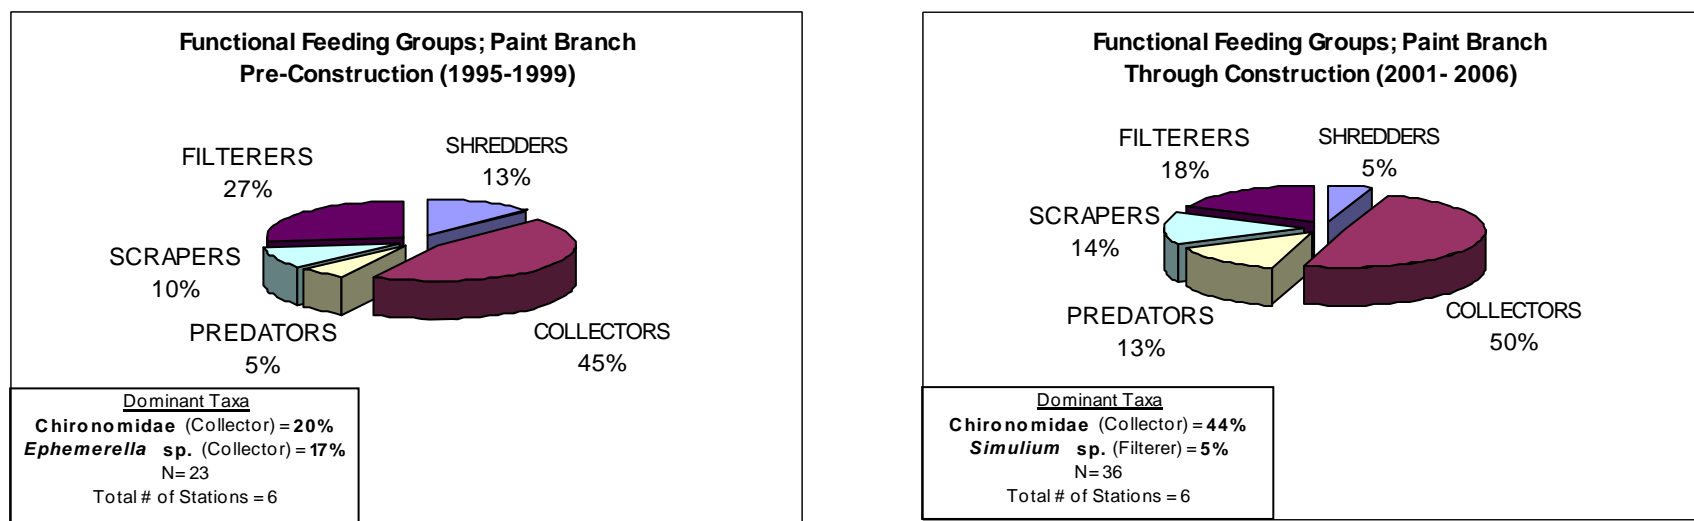 Functional Feeding Groups; Paint Branch
Pre-Construction (1995-1999)
FILTERERS
27%
SHREDDERS
13%
SCRAPERS
10%
PREDATORS
5%
COLLECTORS
45%
Dominant Taxa
Chironomidae (Collector) = 20%
Ephemerella sp. (Collector) = 17%
N= 23
Total # of Stations = 6
Functional Feeding Groups; Paint Branch
Through Construction (2001- 2006)
FILTERERS
18%
SHREDDERS
5%
SCRAPERS
14%
PREDATORS
13%
COLLECTORS
50%
Dominant Taxa
Chironomidae (Collector) = 44%
Simulium sp. (Filterer) = 5%
N= 36
Total # of Stations = 6